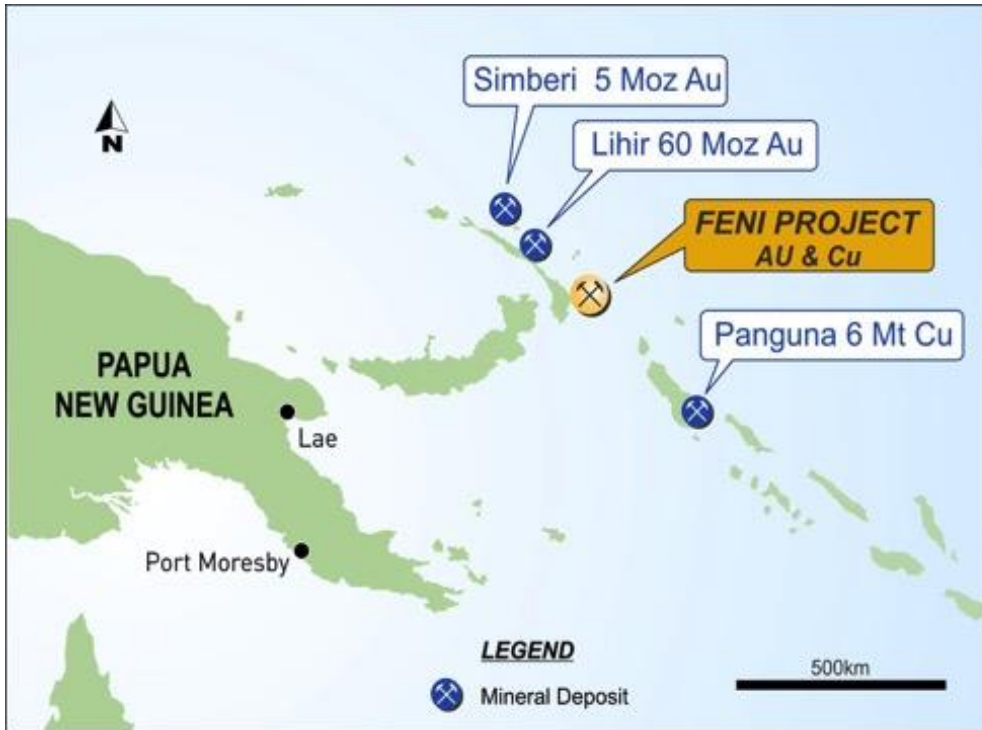 Simberi 5 Moz Au
Lihir 60 Moz Au
N
FENI PROJECT
AU & Cu
Panguna 6 Mt Cu
PAPUA
NEW GUINEA
Lae
Port Moresby
LEGEND
Mineral Deposit
500km